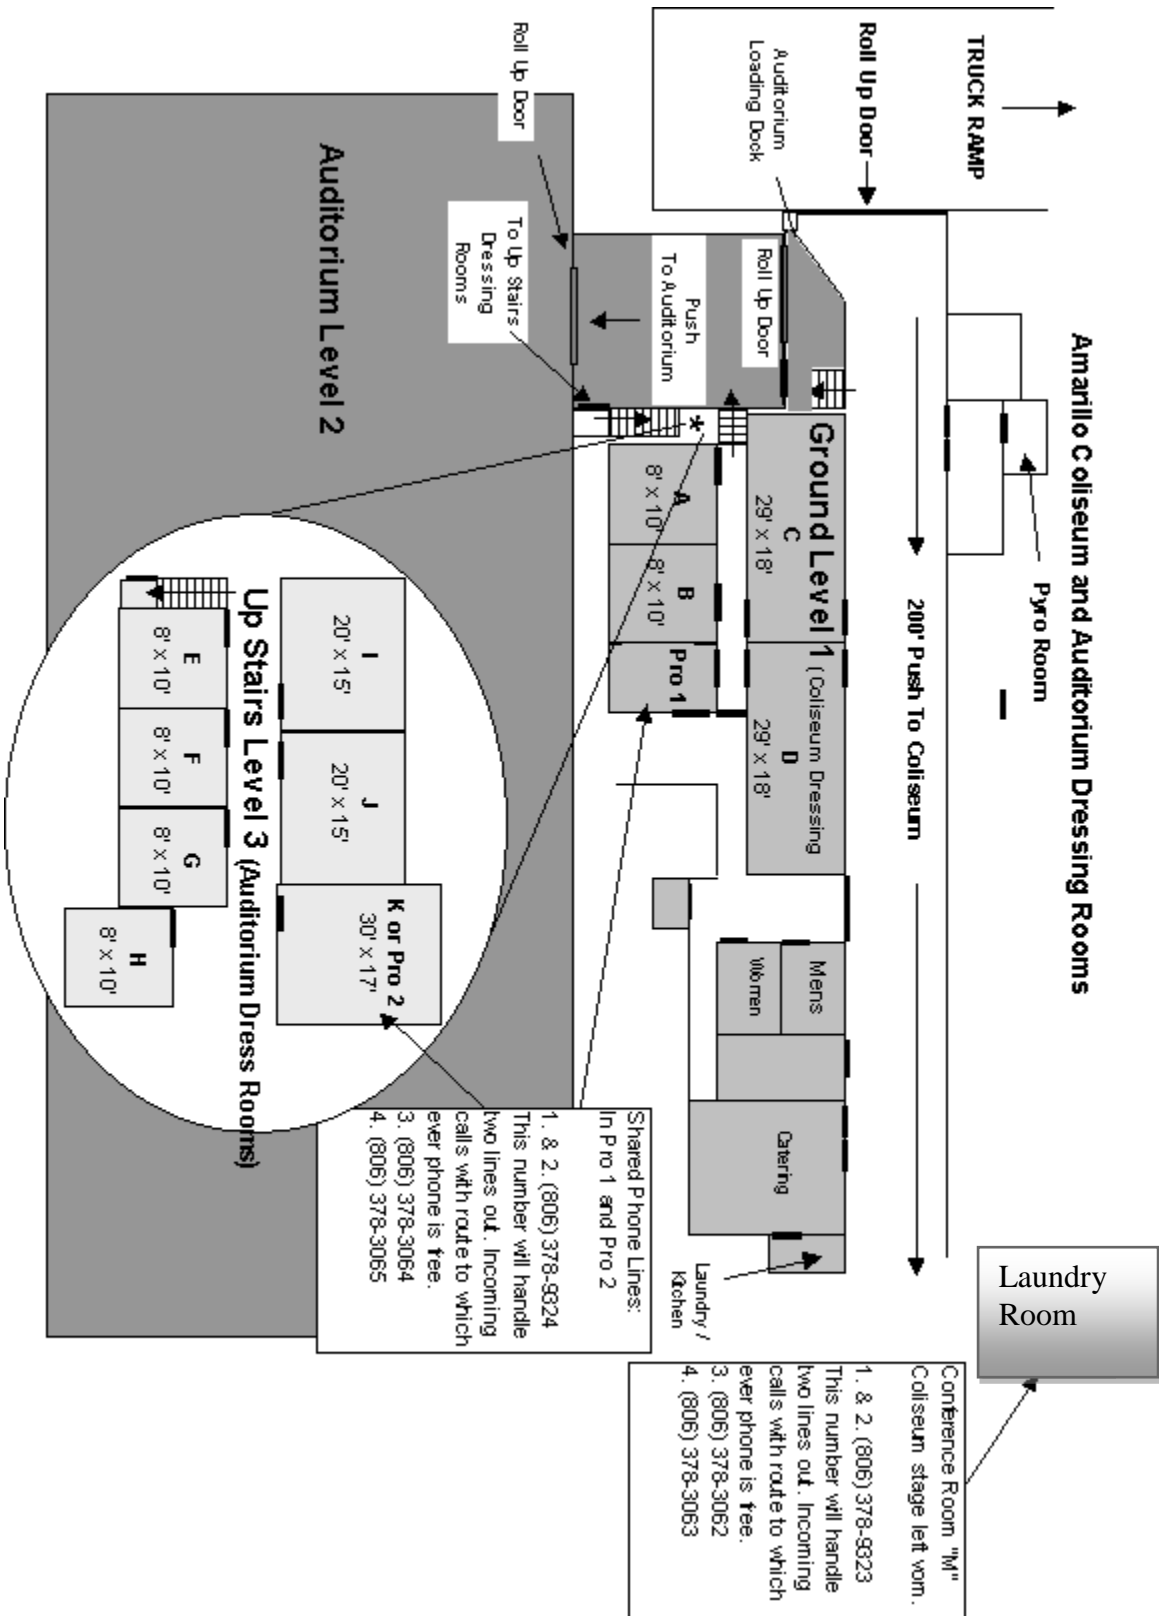 Amarillo Coliseum and Auditorium Dressing Rooms
TRUCK RAMP
Roll Up Door
Auditorium
Loading Dock
Roll Up Door
Pyro Room
200' Push To Coliseum
Roll Up Door
Push
To Auditorium
To Up Stairs
Dressing
Rooms
Auditorium Level 2
Ground Level 1 (Coliseum Dressing
C
29' x 18'
D
29' x 18'
A
8' x 10'
B
8' x 10'
Pro 1
*
Mens
Women
Catering
Laundry /
Kitchen
I
20' x 15'
J
20' x 15'
K or Pro 2
30' x 17'
Up Stairs Level 3 (Auditorium Dress Rooms)
E
8' x 10'
F
8' x 10'
G
8' x 10'
H
8' x 10'
Shared Phone Lines:
In Pro 1 and Pro 2
1. & 2. (806) 378-9324
This number will handle
two lines out. Incoming
calls with route to which
ever phone is free.
3. (806) 378-3064
4. (806) 378-3065
Laundry
Room
Conference Room "M"
Coliseum stage left vom.
1. & 2. (806) 378-9323
This number will handle
two lines out. Incoming
calls with route to which
ever phone is free.
3. (806) 378-3062
4. (806) 378-3063